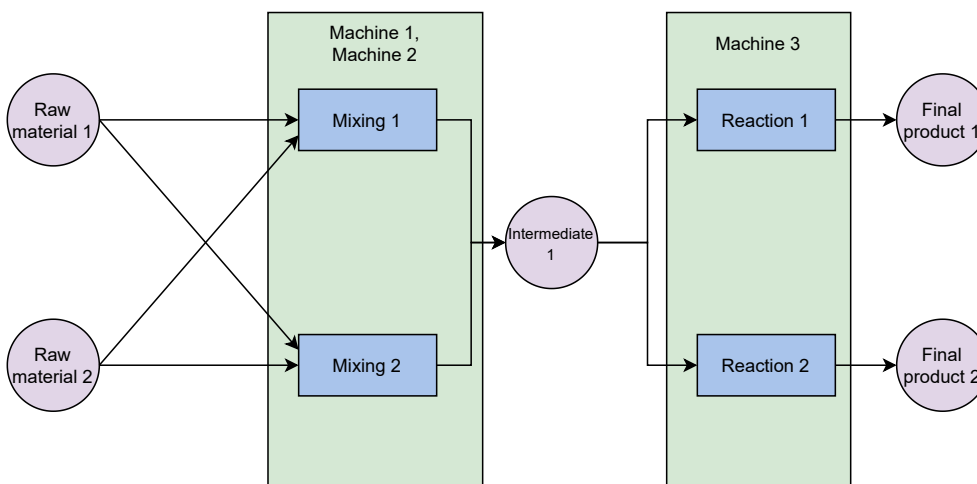 Machine 1,
Machine 2
Machine 3
Raw
material 1
Mixing 1
Reaction 1
Final
product 1
Intermediate
1
Raw
material 2
Mixing 2
Reaction 2
Final
product 2